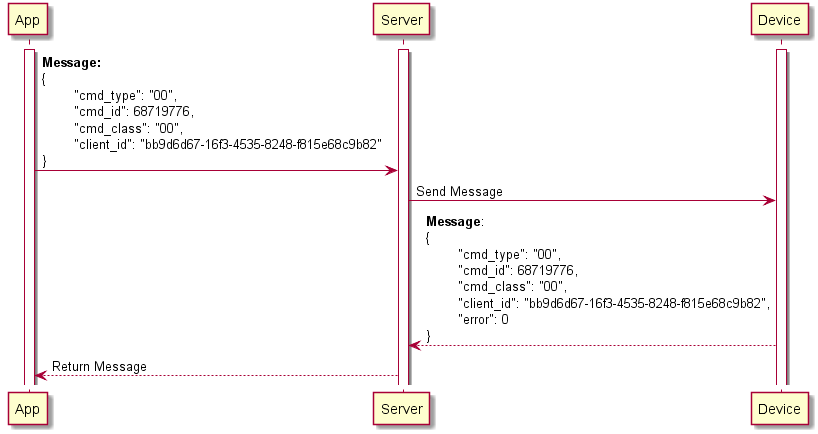 App
Server
Device
Message:
{
"cmd_type": "00",
"cmd_id": 68719776,
"cmd_class": "00",
"client_id": "bb9d6d67-16f3-4535-8248-f815e68c9b82"
}
Send Message
Message:
{
"cmd_type": "00",
"cmd_id": 68719776,
"cmd_class": "00",
"client_id": "bb9d6d67-16f3-4535-8248-f815e68c9b82",
"error": 0
}
Return Message
App
Server
Device